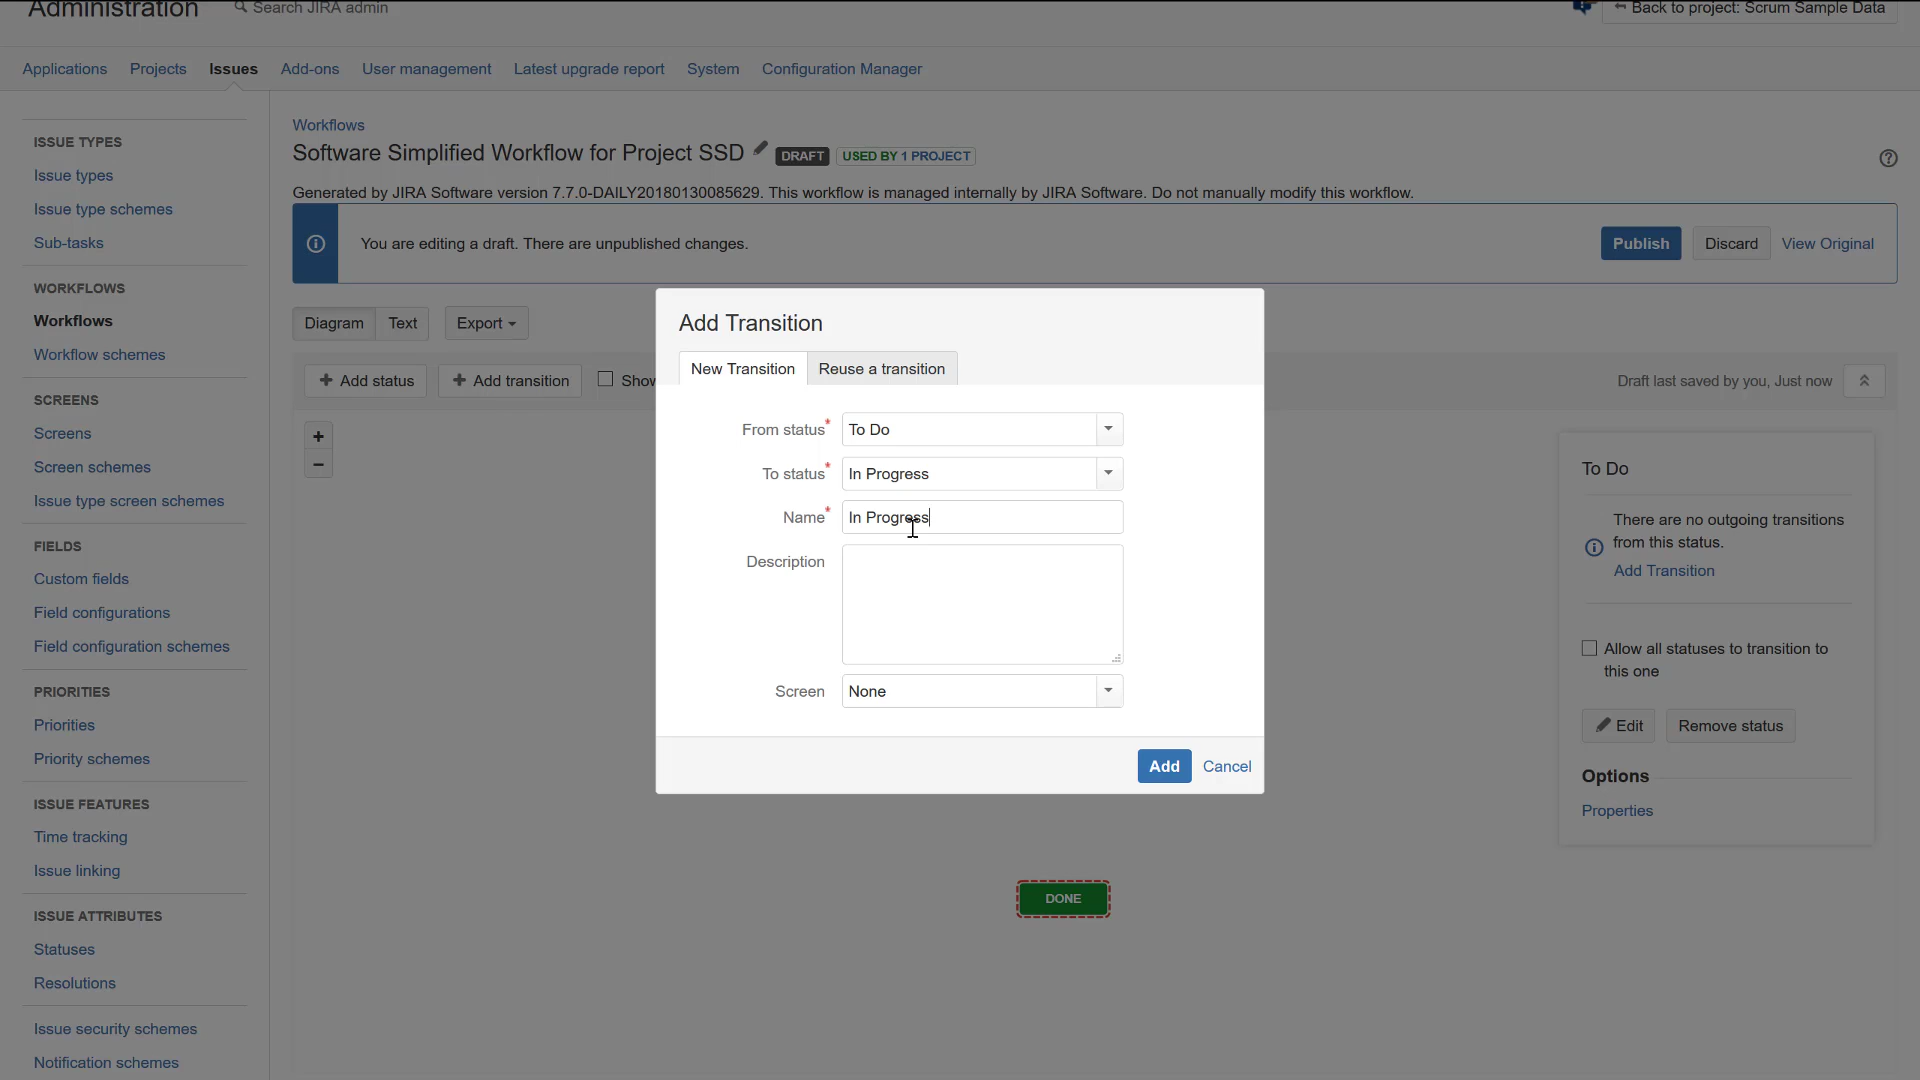 Administration
Search JIRA admin
Back to project: Scrum Sample Data
Applications Projects Issues Add-ons User management Latest upgrade report System Configuration Manager
ISSUE TYPES
Issue types
Issue type schemes
Sub-tasks
WORKFLOWS
Workflows
Workflow schemes
SCREENS
Screens
Screen schemes
Issue type screen schemes
FIELDS
Custom fields
Field configurations
Field configuration schemes
PRIORITIES
Priorities
Priority schemes
ISSUE FEATURES
Time tracking
Issue linking
ISSUE ATTRIBUTES
Statuses
Resolutions
Issue security schemes
Notification schemes
Workflows
Software Simplified Workflow for Project SSD DRAFT USED BY 1 PROJECT
Generated by JIRA Software version 7.7.0-DAILY20180130085629. This workflow is managed internally by JIRA Software. Do not manually modify this workflow.
You are editing a draft. There are unpublished changes.
Publish Discard View Original
Diagram Text Export
Add status Add transition Show
Draft last saved by you, Just now
+
−
Add Transition
New Transition Reuse a transition
From status* To Do
To status* In Progress
Name* In Progress
Description
Screen None
Add Cancel
DONE
To Do
There are no outgoing transitions
from this status.
Add Transition
Allow all statuses to transition to
this one
Edit Remove status
Options
Properties